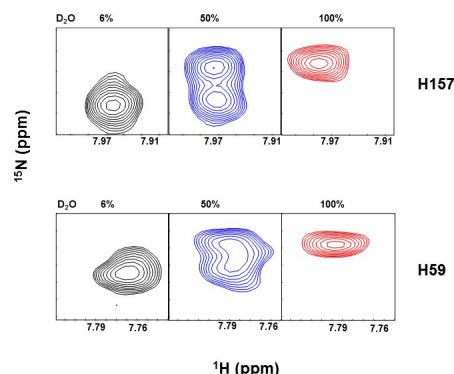 D₂O 6% 50% 100%
H157
7.97 7.91 7.97 7.91 7.97 7.91
¹⁵N (ppm)
D₂O 6% 50% 100%
H59
7.79 7.76 7.79 7.76 7.79 7.76
¹H (ppm)